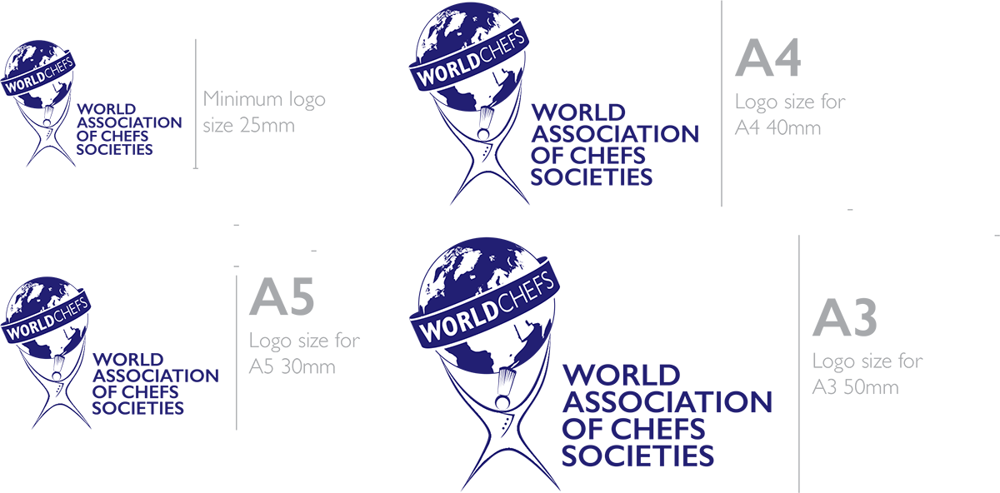 WORLDCHEFS
WORLD
ASSOCIATION
OF CHEFS
SOCIETIES
Minimum logo
size 25mm
WORLDCHEFS
WORLD
ASSOCIATION
OF CHEFS
SOCIETIES
A4
Logo size for
A4 40mm
WORLDCHEFS
WORLD
ASSOCIATION
OF CHEFS
SOCIETIES
A5
Logo size for
A5 30mm
WORLDCHEFS
WORLD
ASSOCIATION
OF CHEFS
SOCIETIES
A3
Logo size for
A3 50mm